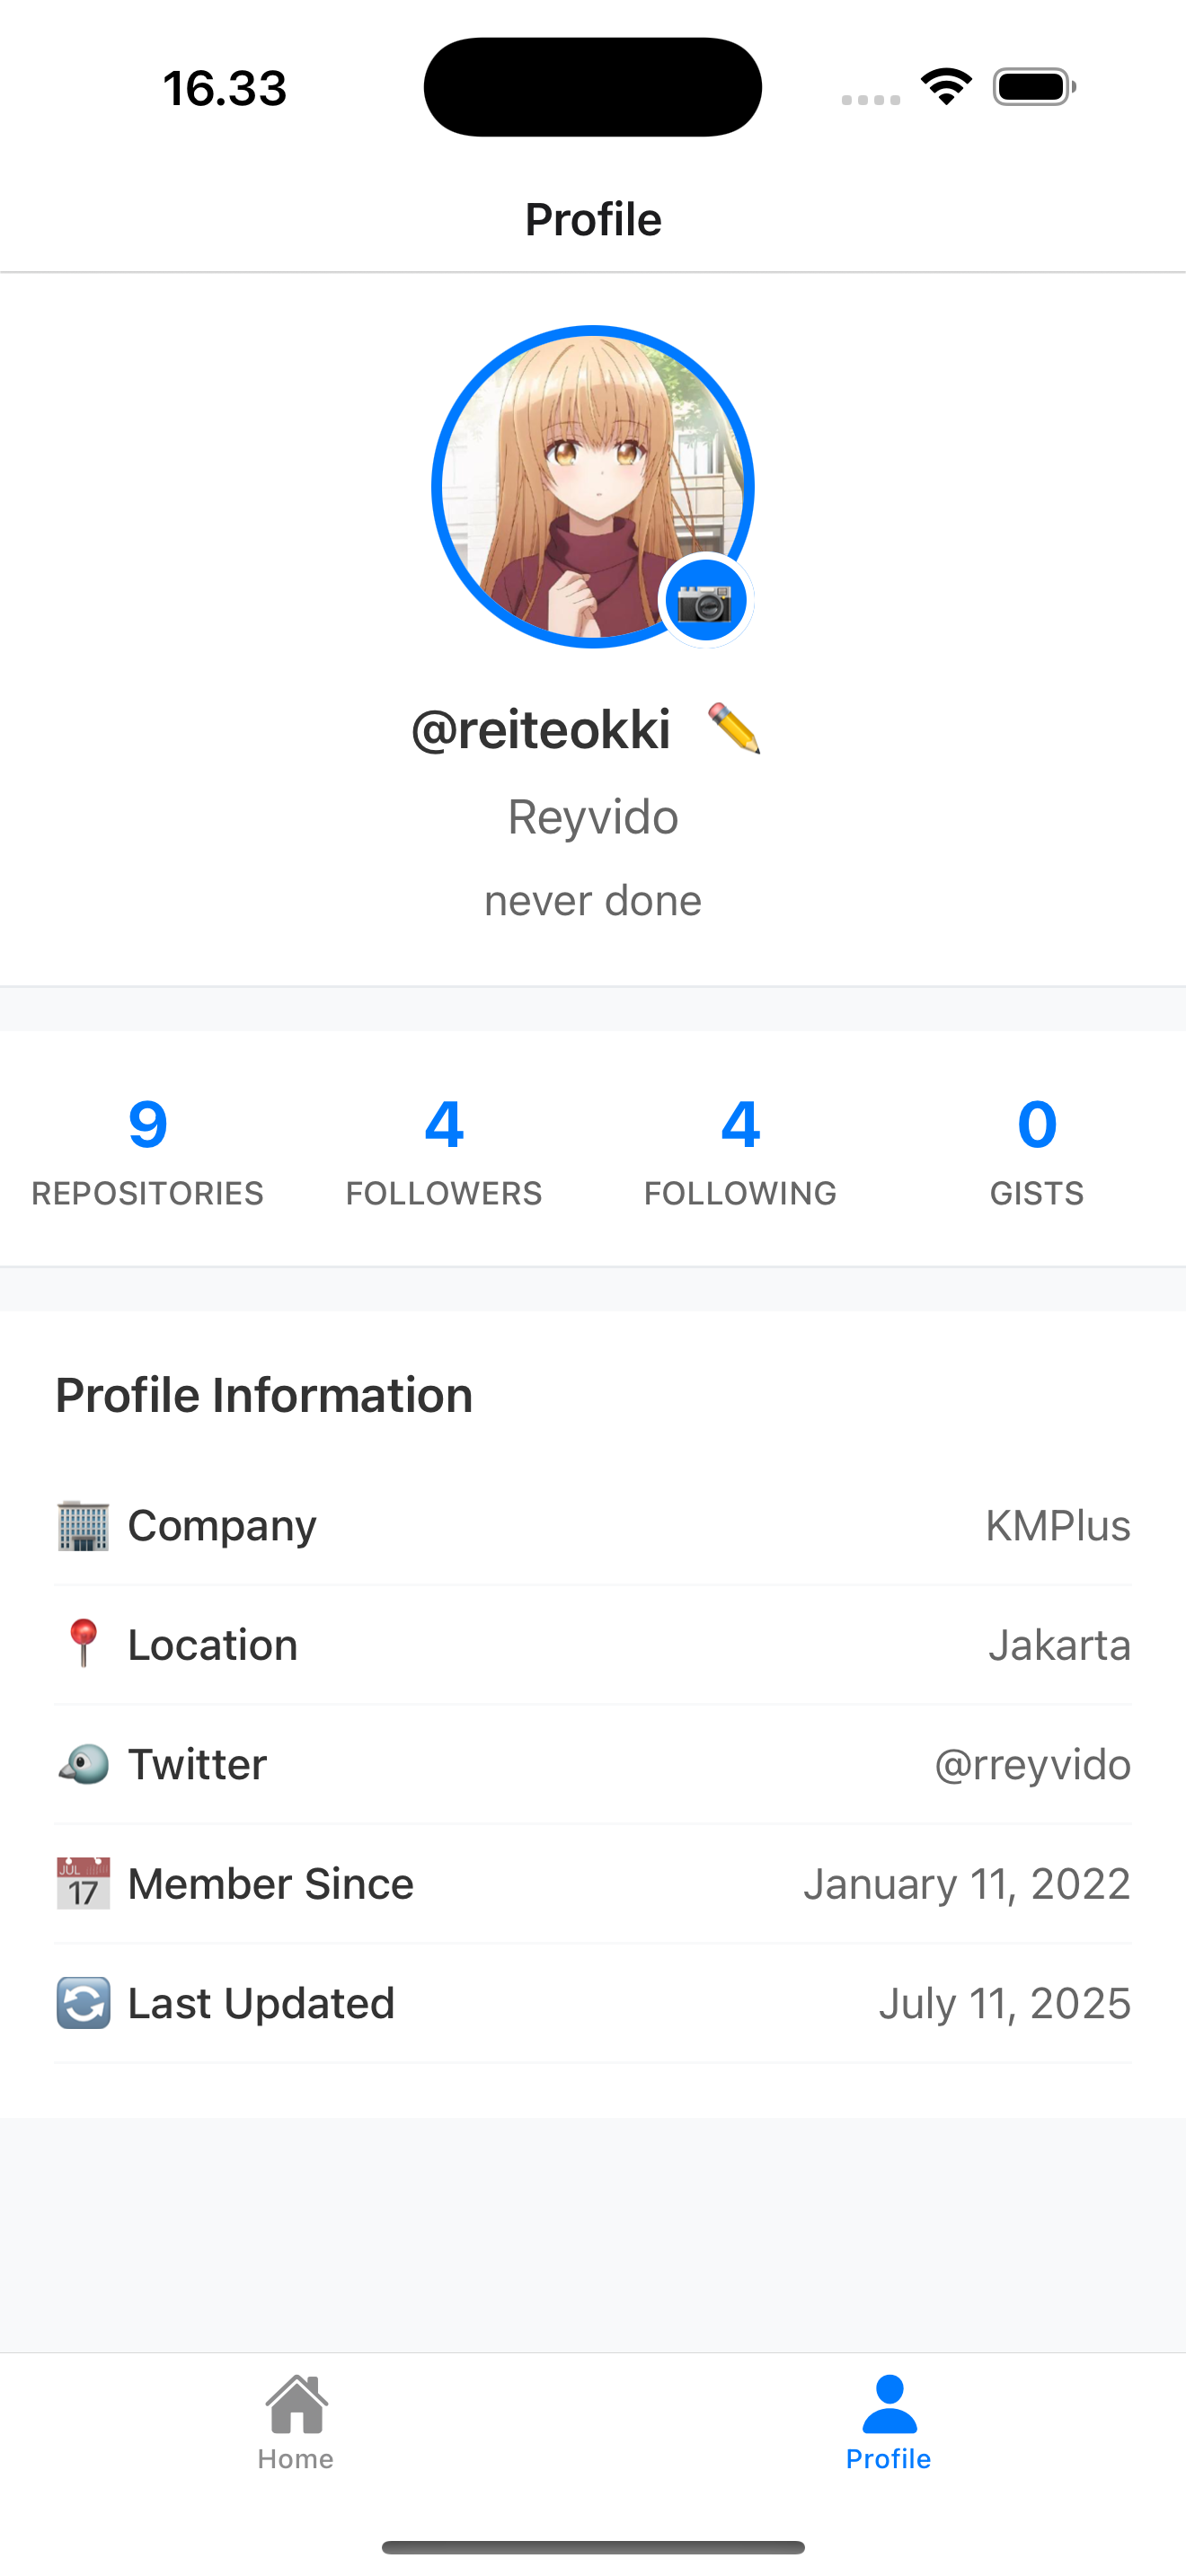 16.33
Profile
@reiteokki
Reyvido
never done
9 4 4 0
REPOSITORIES FOLLOWERS FOLLOWING GISTS
Profile Information
Company KMPlus
Location Jakarta
Twitter @rreyvido
JUL 17 Member Since January 11, 2022
Last Updated July 11, 2025
Home Profile